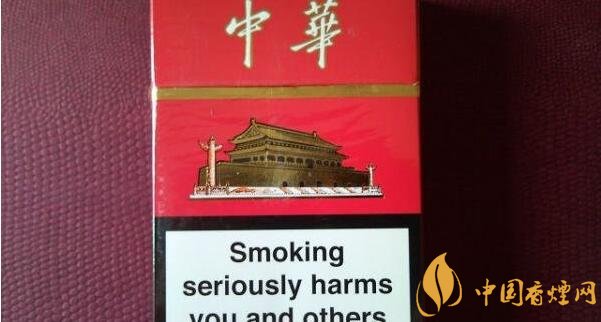 中華
Smoking
seriously harms
you and others
中国香烟网